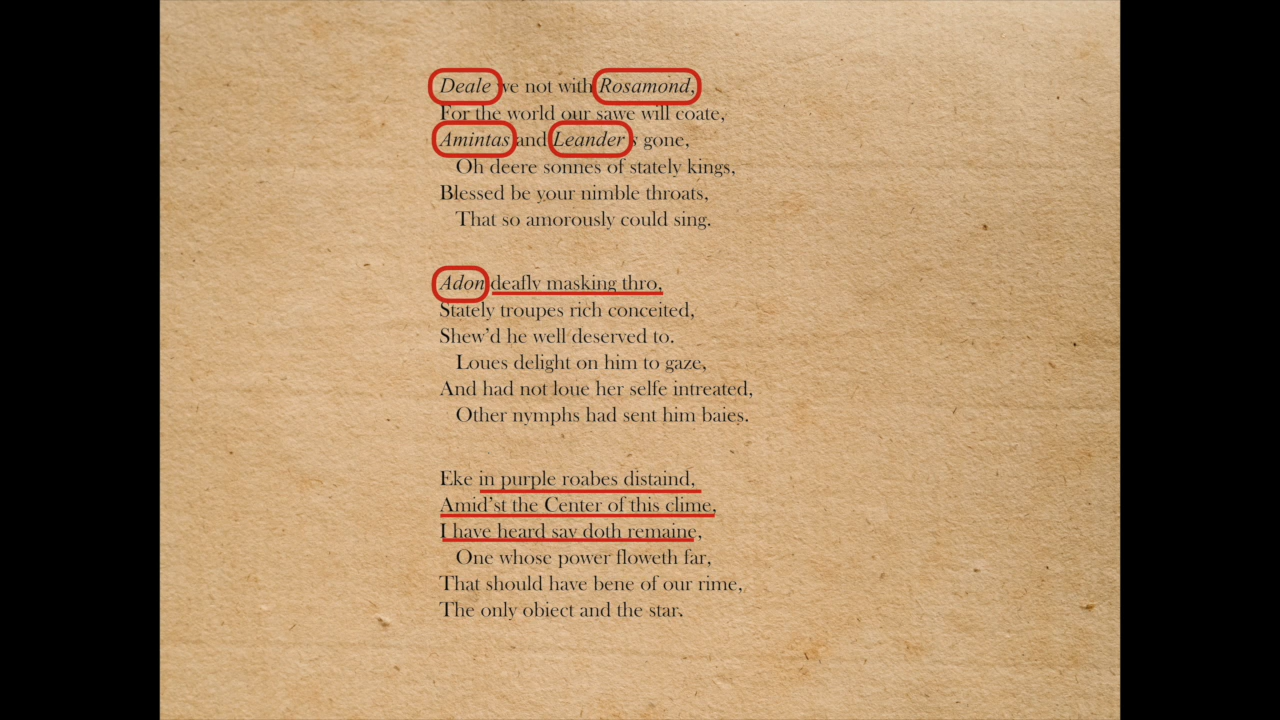 Deale we not with Rosamond,
For the world our sawe will coate,
Amintas and Leander's gone,
Oh deere sonnes of stately kings,
Blessed be your nimble throats,
That so amorously could sing.
Adon deafly masking thro,
Stately troupes rich conceited,
Shew'd he well deserved to.
Loues delight on him to gaze,
And had not loue her selfe intreated,
Other nymphs had sent him baies.
Eke in purple roabes distaind,
Amid'st the Center of this clime,
I have heard say doth remaine,
One whose power floweth far,
That should have bene of our rime,
The only obiect and the star.